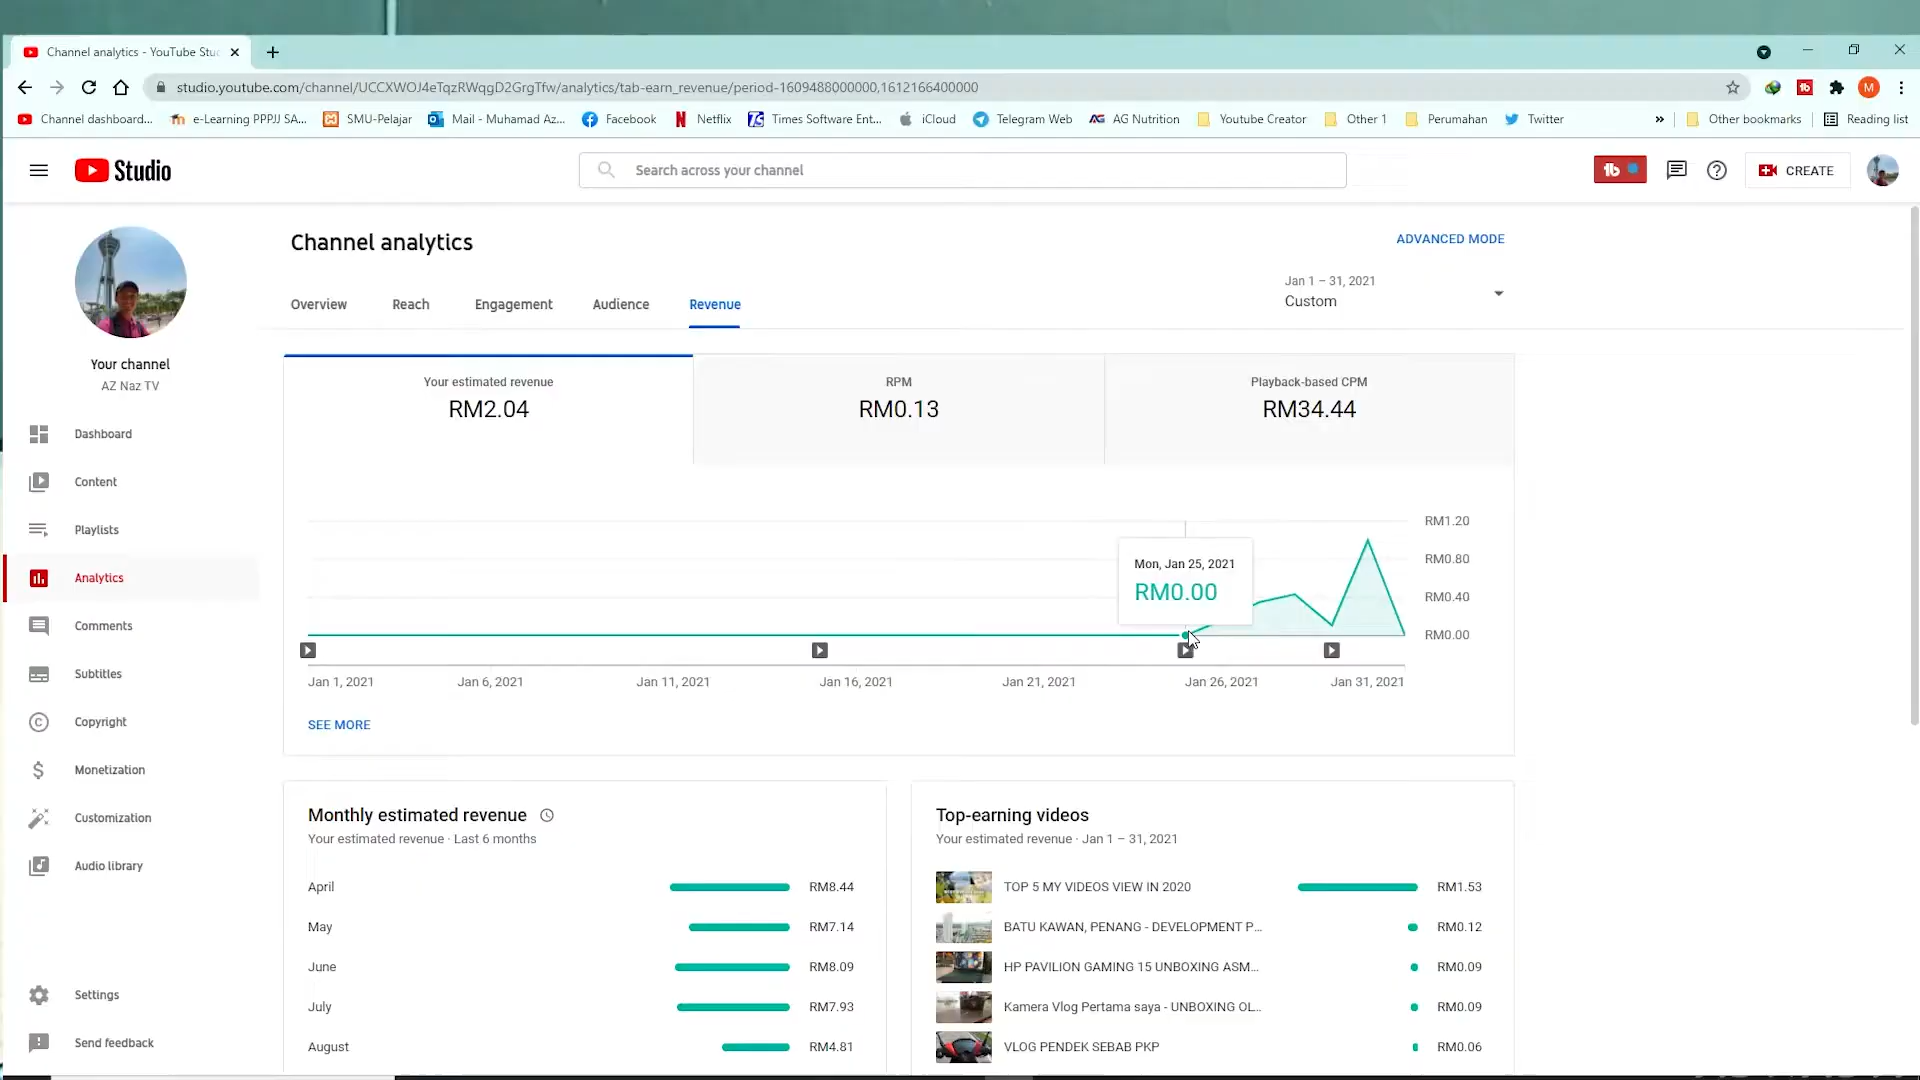 Channel analytics - YouTube Stu
studio.youtube.com/channel/UCCXWOJ4eTqzRWqgD2GrgTfw/analytics/tab-earn_revenue/period-1609488000000,1612166400000
M
Channel dashboard...
e-Learning PPPJJ SA...
SMU-Pelajar
Mail - Muhamad Az...
Facebook
Netflix
Times Software Ent...
iCloud
Telegram Web
AG Nutrition
Youtube Creator
Other 1
Perumahan
Twitter
»
Other bookmarks
Reading list
Studio
Search across your channel
tb
CREATE
Your channel
AZ Naz TV
Dashboard
Content
Playlists
Analytics
Comments
Subtitles
Copyright
Monetization
Customization
Audio library
Settings
Send feedback
Channel analytics
ADVANCED MODE
Overview
Reach
Engagement
Audience
Revenue
Jan 1 – 31, 2021
Custom
Your estimated revenue
RM2.04
RPM
RM0.13
Playback-based CPM
RM34.44
Mon, Jan 25, 2021
RM0.00
RM1.20
RM0.80
RM0.40
RM0.00
Jan 1, 2021
Jan 6, 2021
Jan 11, 2021
Jan 16, 2021
Jan 21, 2021
Jan 26, 2021
Jan 31, 2021
SEE MORE
Monthly estimated revenue
Your estimated revenue · Last 6 months
April RM8.44
May RM7.14
June RM8.09
July RM7.93
August RM4.81
Top-earning videos
Your estimated revenue · Jan 1 – 31, 2021
TOP 5 MY VIDEOS VIEW IN 2020 RM1.53
BATU KAWAN, PENANG - DEVELOPMENT P... RM0.12
HP PAVILION GAMING 15 UNBOXING ASM... RM0.09
Kamera Vlog Pertama saya - UNBOXING OL... RM0.09
VLOG PENDEK SEBAB PKP RM0.06